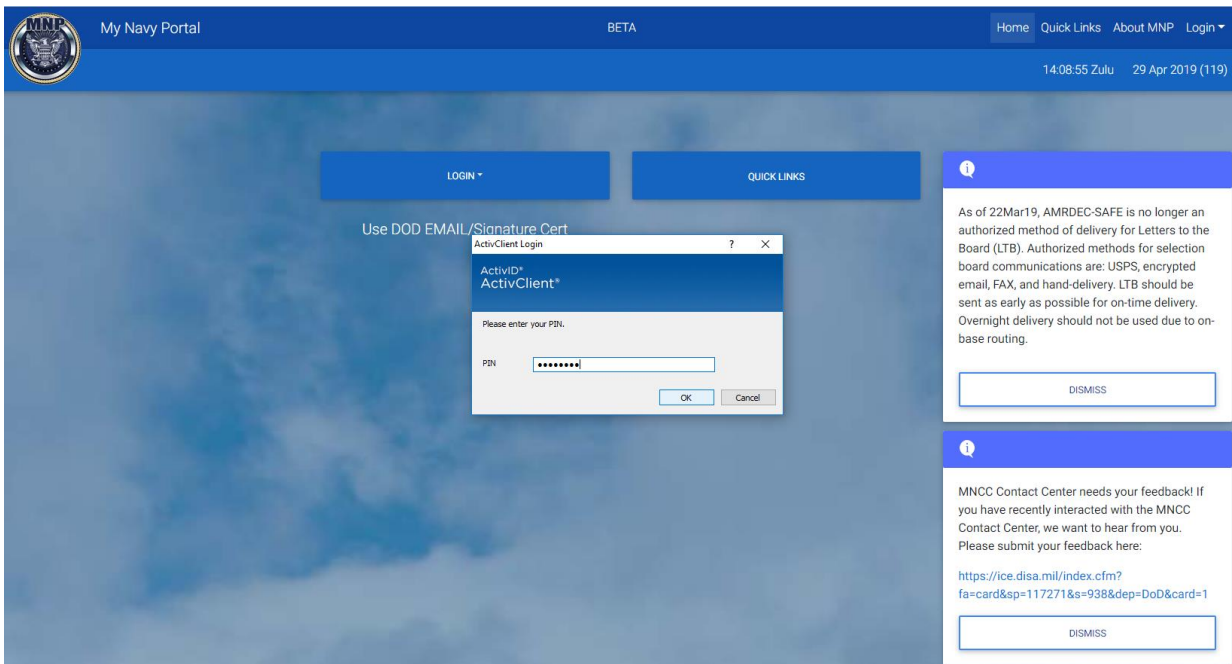 MNP
My Navy Portal
BETA
Home Quick Links About MNP Login
14:08:55 Zulu 29 Apr 2019 (119)
LOGIN
QUICK LINKS
Use DOD EMAIL/Signature Cert
ActivClient Login ? X
ActivID®
ActivClient®
Please enter your PIN.
PIN ••••••••
OK Cancel
As of 22Mar19, AMRDEC-SAFE is no longer an
authorized method of delivery for Letters to the
Board (LTB). Authorized methods for selection
board communications are: USPS, encrypted
email, FAX, and hand-delivery. LTB should be
sent as early as possible for on-time delivery.
Overnight delivery should not be used due to on-
base routing.
DISMISS
MNCC Contact Center needs your feedback! If
you have recently interacted with the MNCC
Contact Center, we want to hear from you.
Please submit your feedback here:
https://ice.disa.mil/index.cfm?
fa=card&sp=117271&s=938&dep=DoD&card=1
DISMISS